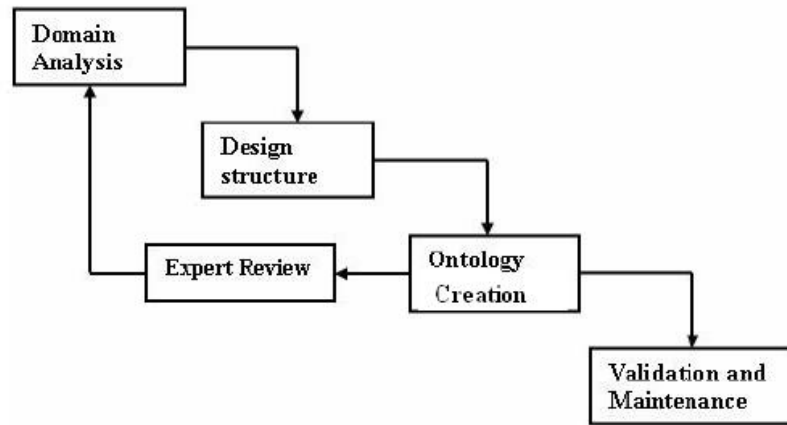 Domain
Analysis
Design
structure
Expert Review
Ontology
Creation
Validation and
Maintenance